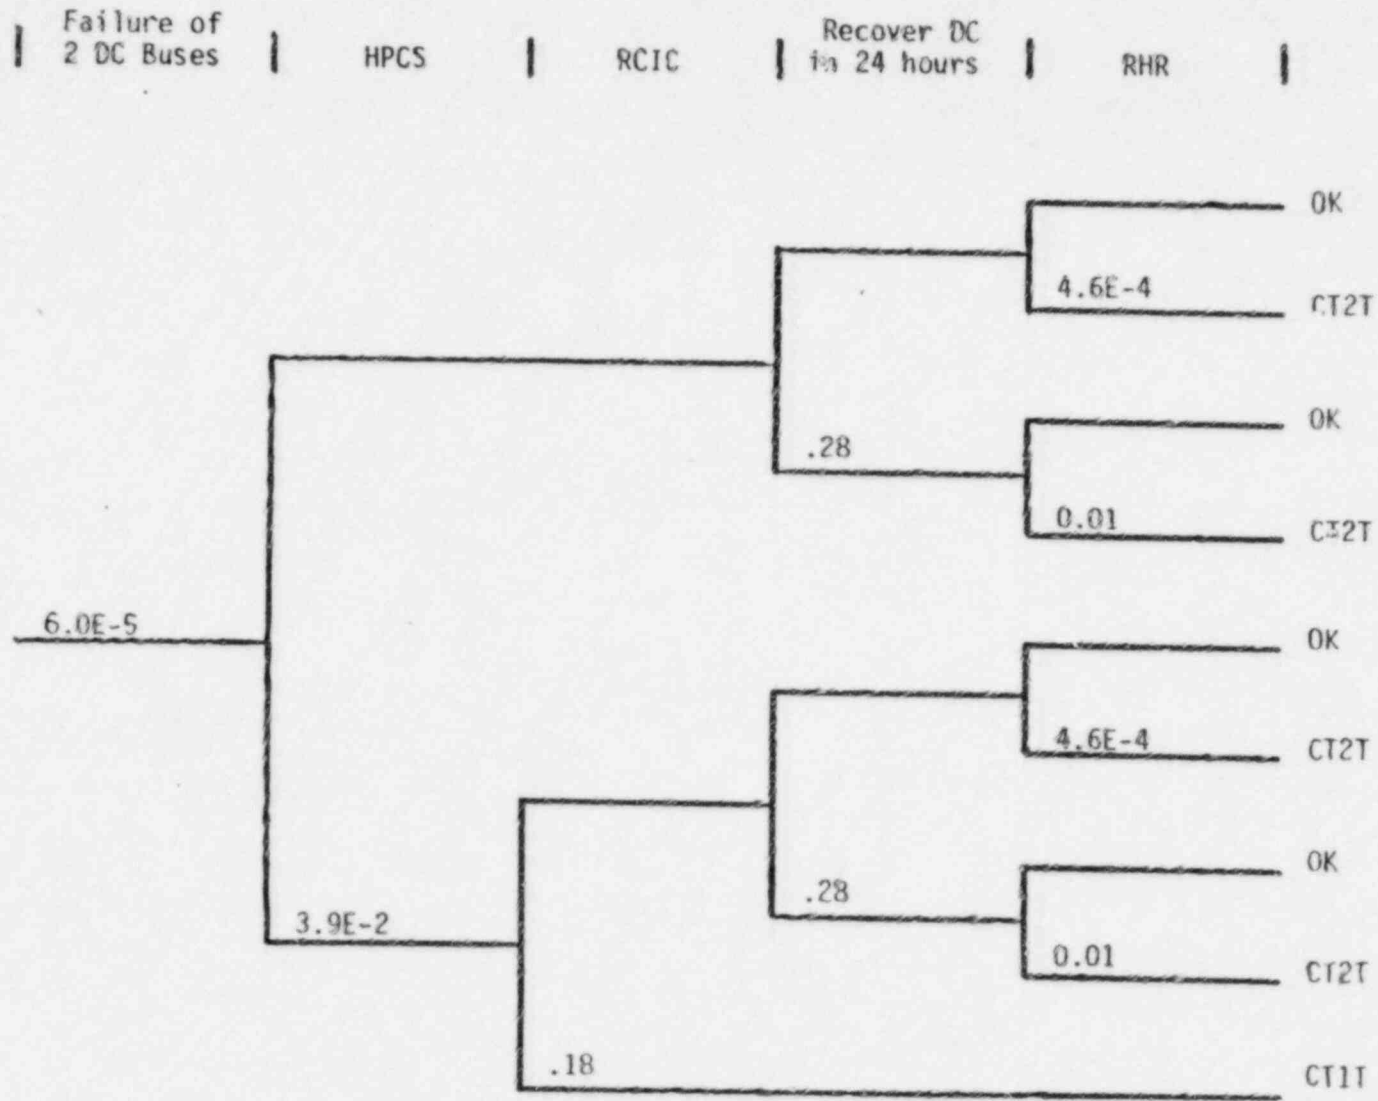 Failure of
2 DC Buses
HPCS
RCIC
Recover DC
in 24 hours
RHR
OK
4.6E-4
CT2T
OK
.28
0.01
C32T
6.0E-5
OK
4.6E-4
CT2T
OK
.28
3.9E-2
0.01
CT2T
.18
CT1T